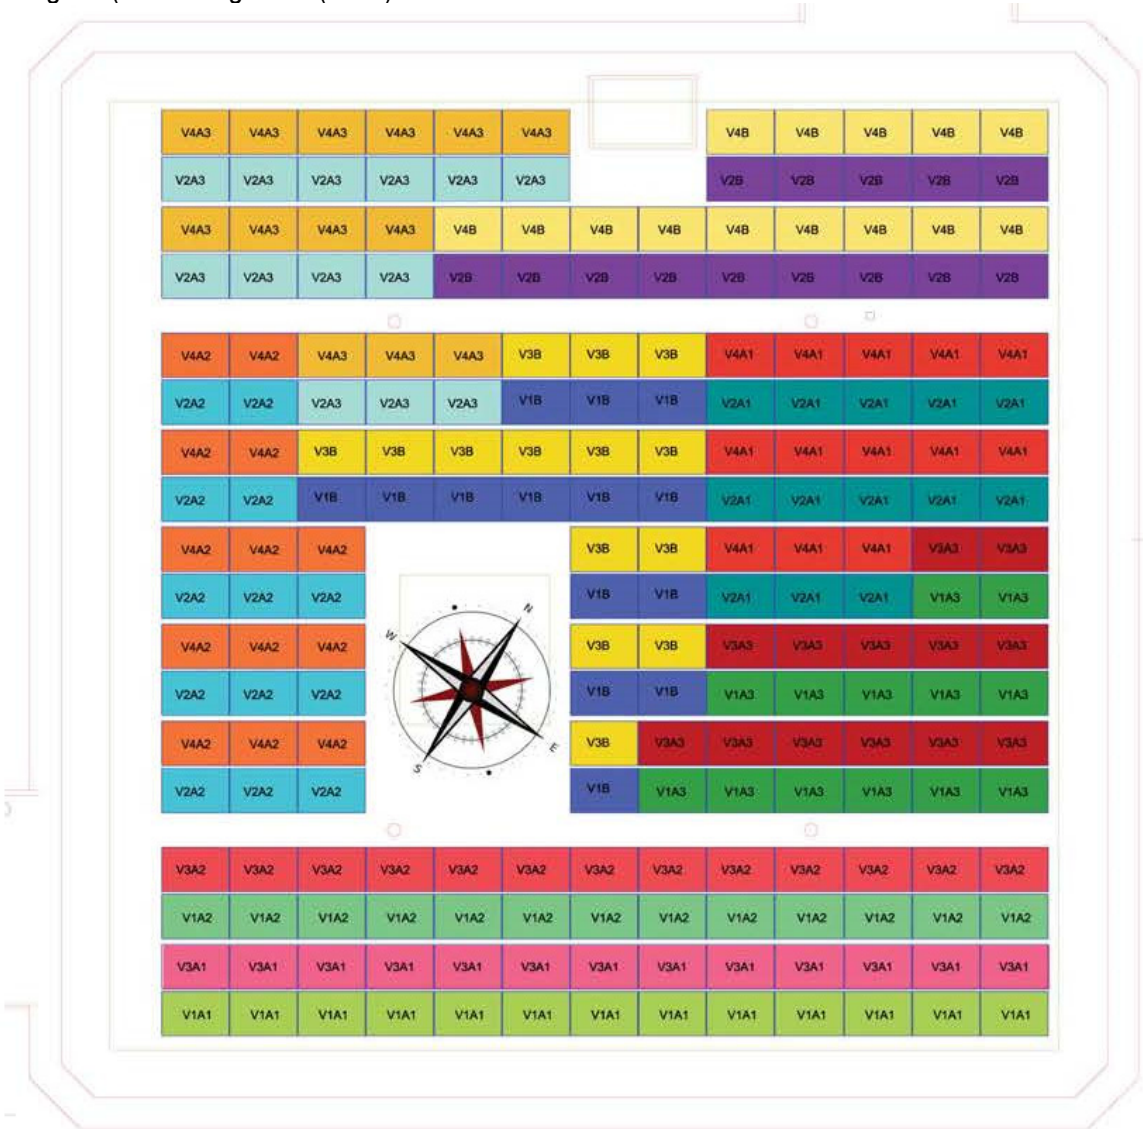 V4A3 V4A3 V4A3 V4A3 V4A3 V4A3 V4B V4B V4B V4B V4B
V2A3 V2A3 V2A3 V2A3 V2A3 V2A3 V2B V2B V2B V2B V2B
V4A3 V4A3 V4A3 V4A3 V4B V4B V4B V4B V4B V4B V4B V4B V4B
V2A3 V2A3 V2A3 V2A3 V2B V2B V2B V2B V2B V2B V2B V2B V2B
V4A2 V4A2 V4A3 V4A3 V4A3 V3B V3B V3B V4A1 V4A1 V4A1 V4A1 V4A1
V2A2 V2A2 V2A3 V2A3 V2A3 V1B V1B V1B V2A1 V2A1 V2A1 V2A1 V2A1
V4A2 V4A2 V3B V3B V3B V3B V3B V3B V4A1 V4A1 V4A1 V4A1 V4A1
V2A2 V2A2 V1B V1B V1B V1B V1B V1B V2A1 V2A1 V2A1 V2A1 V2A1
V4A2 V4A2 V4A2 V3B V3B V4A1 V4A1 V4A1 V3A3 V3A3
V2A2 V2A2 V2A2 V1B V1B V2A1 V2A1 V2A1 V1A3 V1A3
N
W
V4A2 V4A2 V4A2 V3B V3B V3A3 V3A3 V3A3 V3A3 V3A3
V2A2 V2A2 V2A2 V1B V1B V1A3 V1A3 V1A3 V1A3 V1A3
V4A2 V4A2 V4A2 V3B V3A3 V3A3 V3A3 V3A3 V3A3 V3A3
E
S
V2A2 V2A2 V2A2 V1B V1A3 V1A3 V1A3 V1A3 V1A3 V1A3
V3A2 V3A2 V3A2 V3A2 V3A2 V3A2 V3A2 V3A2 V3A2 V3A2 V3A2 V3A2 V3A2
V1A2 V1A2 V1A2 V1A2 V1A2 V1A2 V1A2 V1A2 V1A2 V1A2 V1A2 V1A2 V1A2
V3A1 V3A1 V3A1 V3A1 V3A1 V3A1 V3A1 V3A1 V3A1 V3A1 V3A1 V3A1 V3A1
V1A1 V1A1 V1A1 V1A1 V1A1 V1A1 V1A1 V1A1 V1A1 V1A1 V1A1 V1A1 V1A1